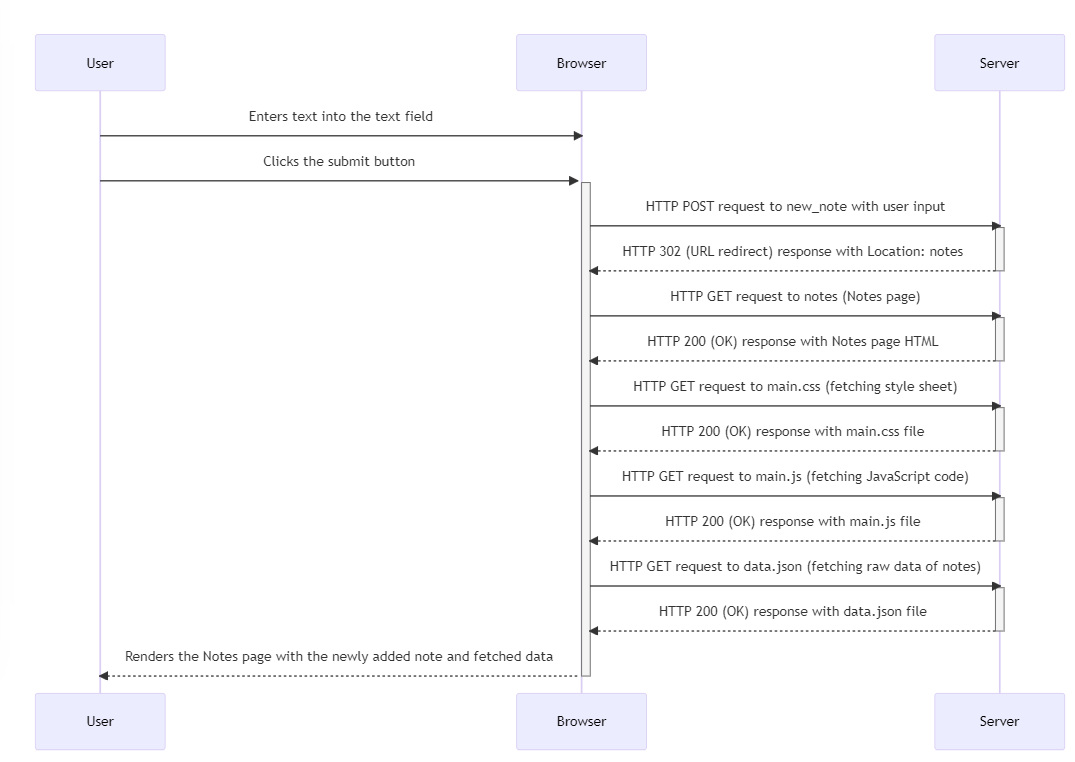 User
Browser
Server
Enters text into the text field
Clicks the submit button
HTTP POST request to new_note with user input
HTTP 302 (URL redirect) response with Location: notes
HTTP GET request to notes (Notes page)
HTTP 200 (OK) response with Notes page HTML
HTTP GET request to main.css (fetching style sheet)
HTTP 200 (OK) response with main.css file
HTTP GET request to main.js (fetching JavaScript code)
HTTP 200 (OK) response with main.js file
HTTP GET request to data.json (fetching raw data of notes)
HTTP 200 (OK) response with data.json file
Renders the Notes page with the newly added note and fetched data
User
Browser
Server